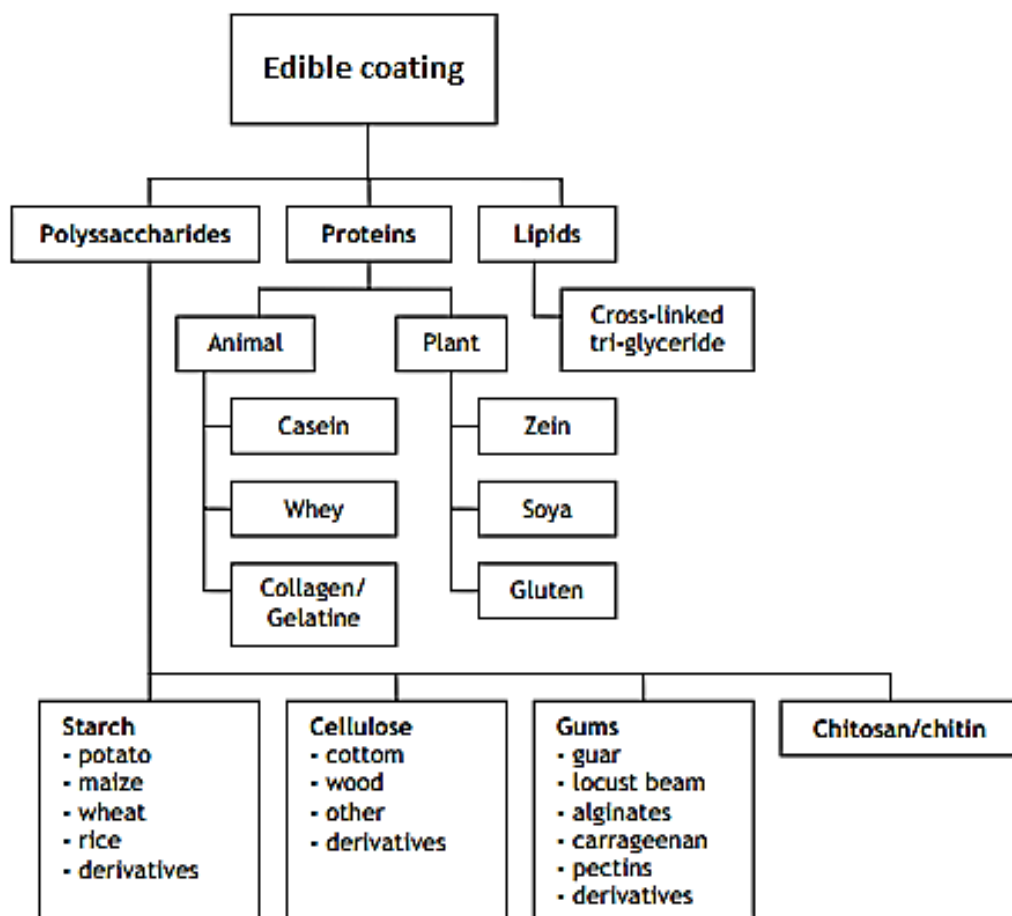 Edible coating
Polyssaccharides
Proteins
Lipids
Cross-linked
tri-glyceride
Animal
Plant
Casein
Zein
Whey
Soya
Collagen/
Gelatine
Gluten
Starch
- potato
- maize
- wheat
- rice
- derivatives
Cellulose
- cottom
- wood
- other
- derivatives
Gums
- guar
- locust beam
- alginates
- carrageenan
- pectins
- derivatives
Chitosan/chitin